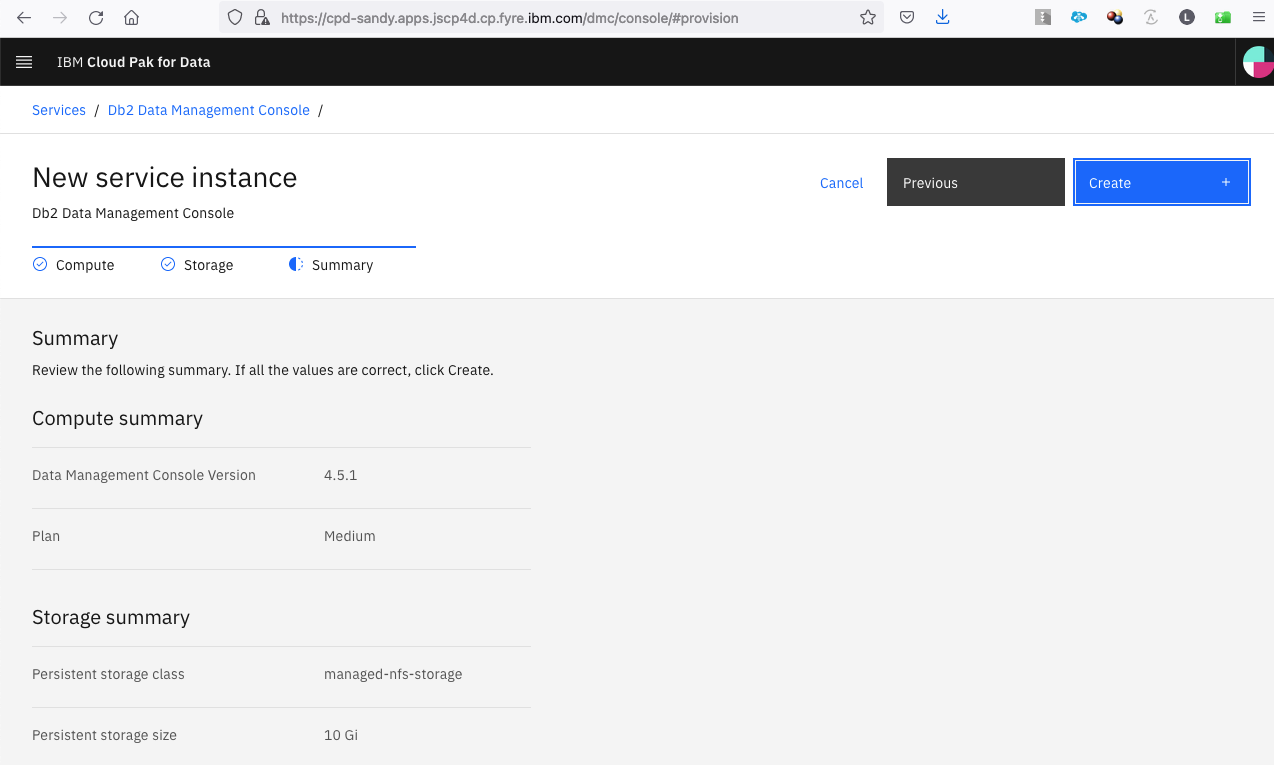 https://cpd-sandy.apps.jscp4d.cp.fyre.ibm.com/dmc/console/#provision
L
IBM Cloud Pak for Data
Services / Db2 Data Management Console /
New service instance
Cancel
Previous
Create +
Db2 Data Management Console
Compute
Storage
Summary
Summary
Review the following summary. If all the values are correct, click Create.
Compute summary
Data Management Console Version 4.5.1
Plan Medium
Storage summary
Persistent storage class managed-nfs-storage
Persistent storage size 10 Gi